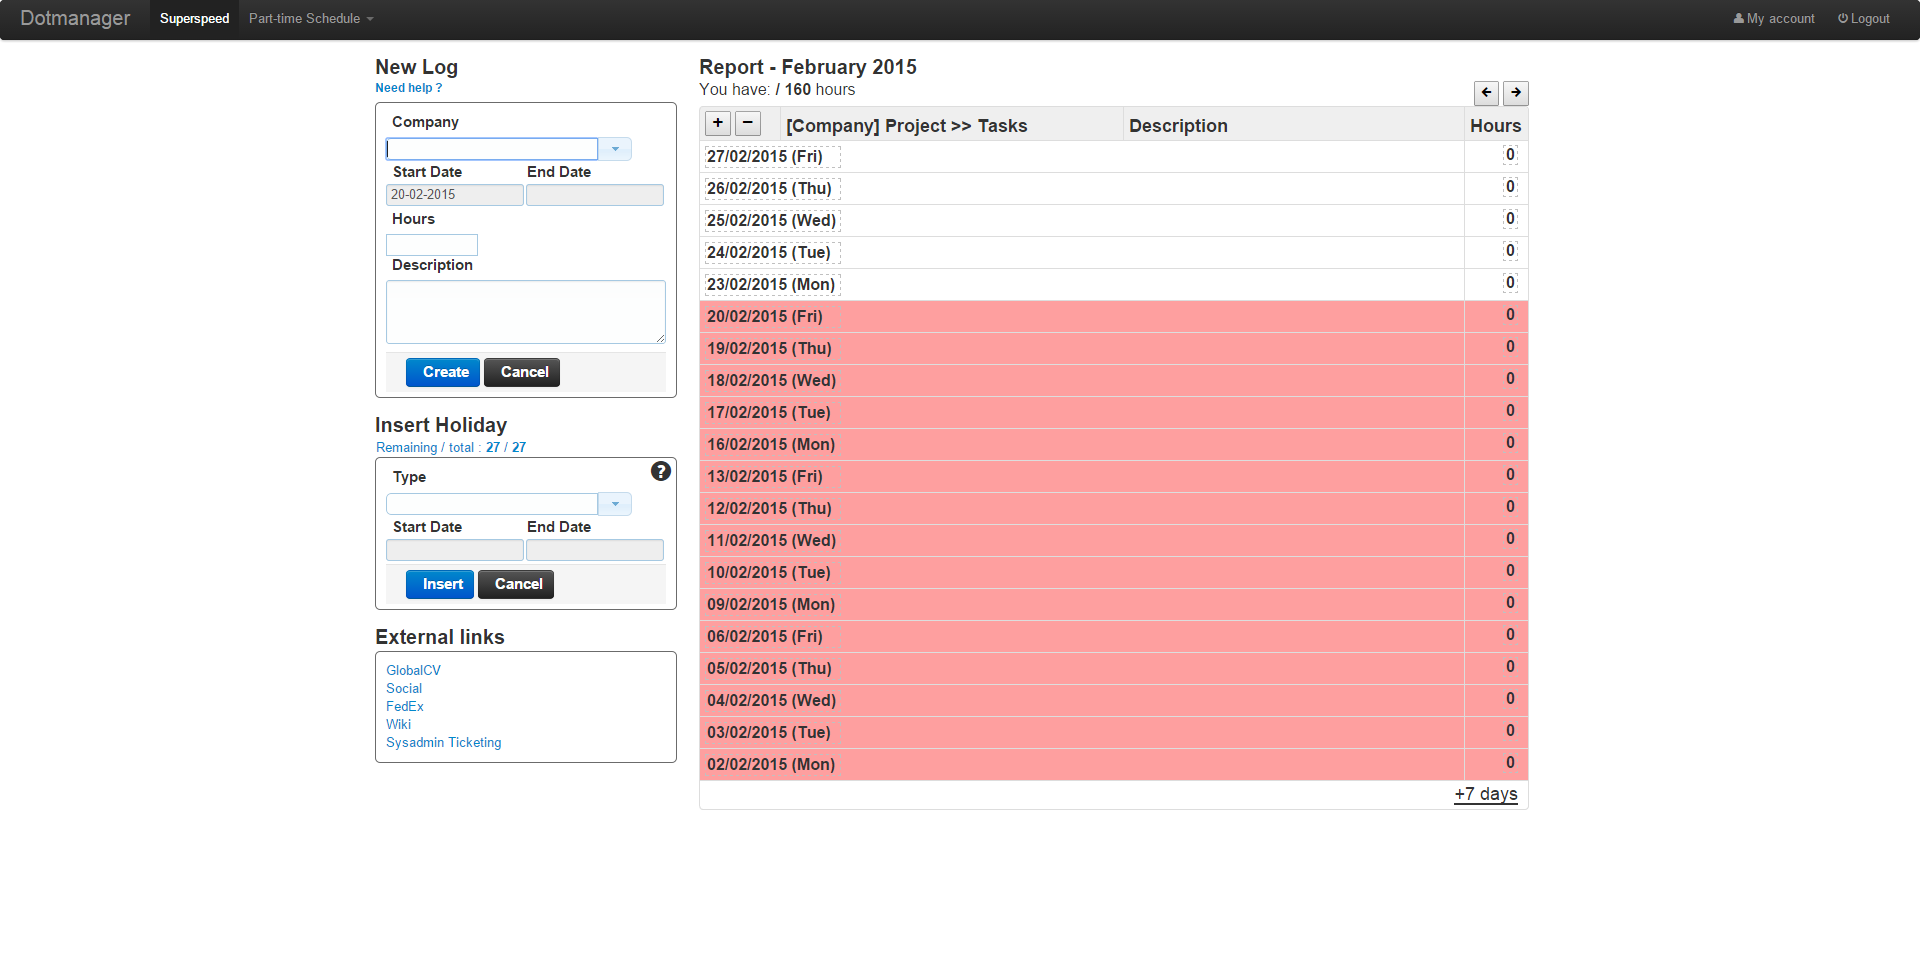 Dotmanager Superspeed Part-time Schedule My account Logout
New Log
Need help ?
Company
Start Date End Date
20-02-2015
Hours
Description
Create Cancel
Insert Holiday
Remaining / total : 27 / 27
?
Type
Start Date End Date
Insert Cancel
External links
GlobalCV
Social
FedEx
Wiki
Sysadmin Ticketing
Report - February 2015
You have: / 160 hours
← →
+ − [Company] Project >> Tasks Description Hours
27/02/2015 (Fri) 0
26/02/2015 (Thu) 0
25/02/2015 (Wed) 0
24/02/2015 (Tue) 0
23/02/2015 (Mon) 0
20/02/2015 (Fri) 0
19/02/2015 (Thu) 0
18/02/2015 (Wed) 0
17/02/2015 (Tue) 0
16/02/2015 (Mon) 0
13/02/2015 (Fri) 0
12/02/2015 (Thu) 0
11/02/2015 (Wed) 0
10/02/2015 (Tue) 0
09/02/2015 (Mon) 0
06/02/2015 (Fri) 0
05/02/2015 (Thu) 0
04/02/2015 (Wed) 0
03/02/2015 (Tue) 0
02/02/2015 (Mon) 0
+7 days